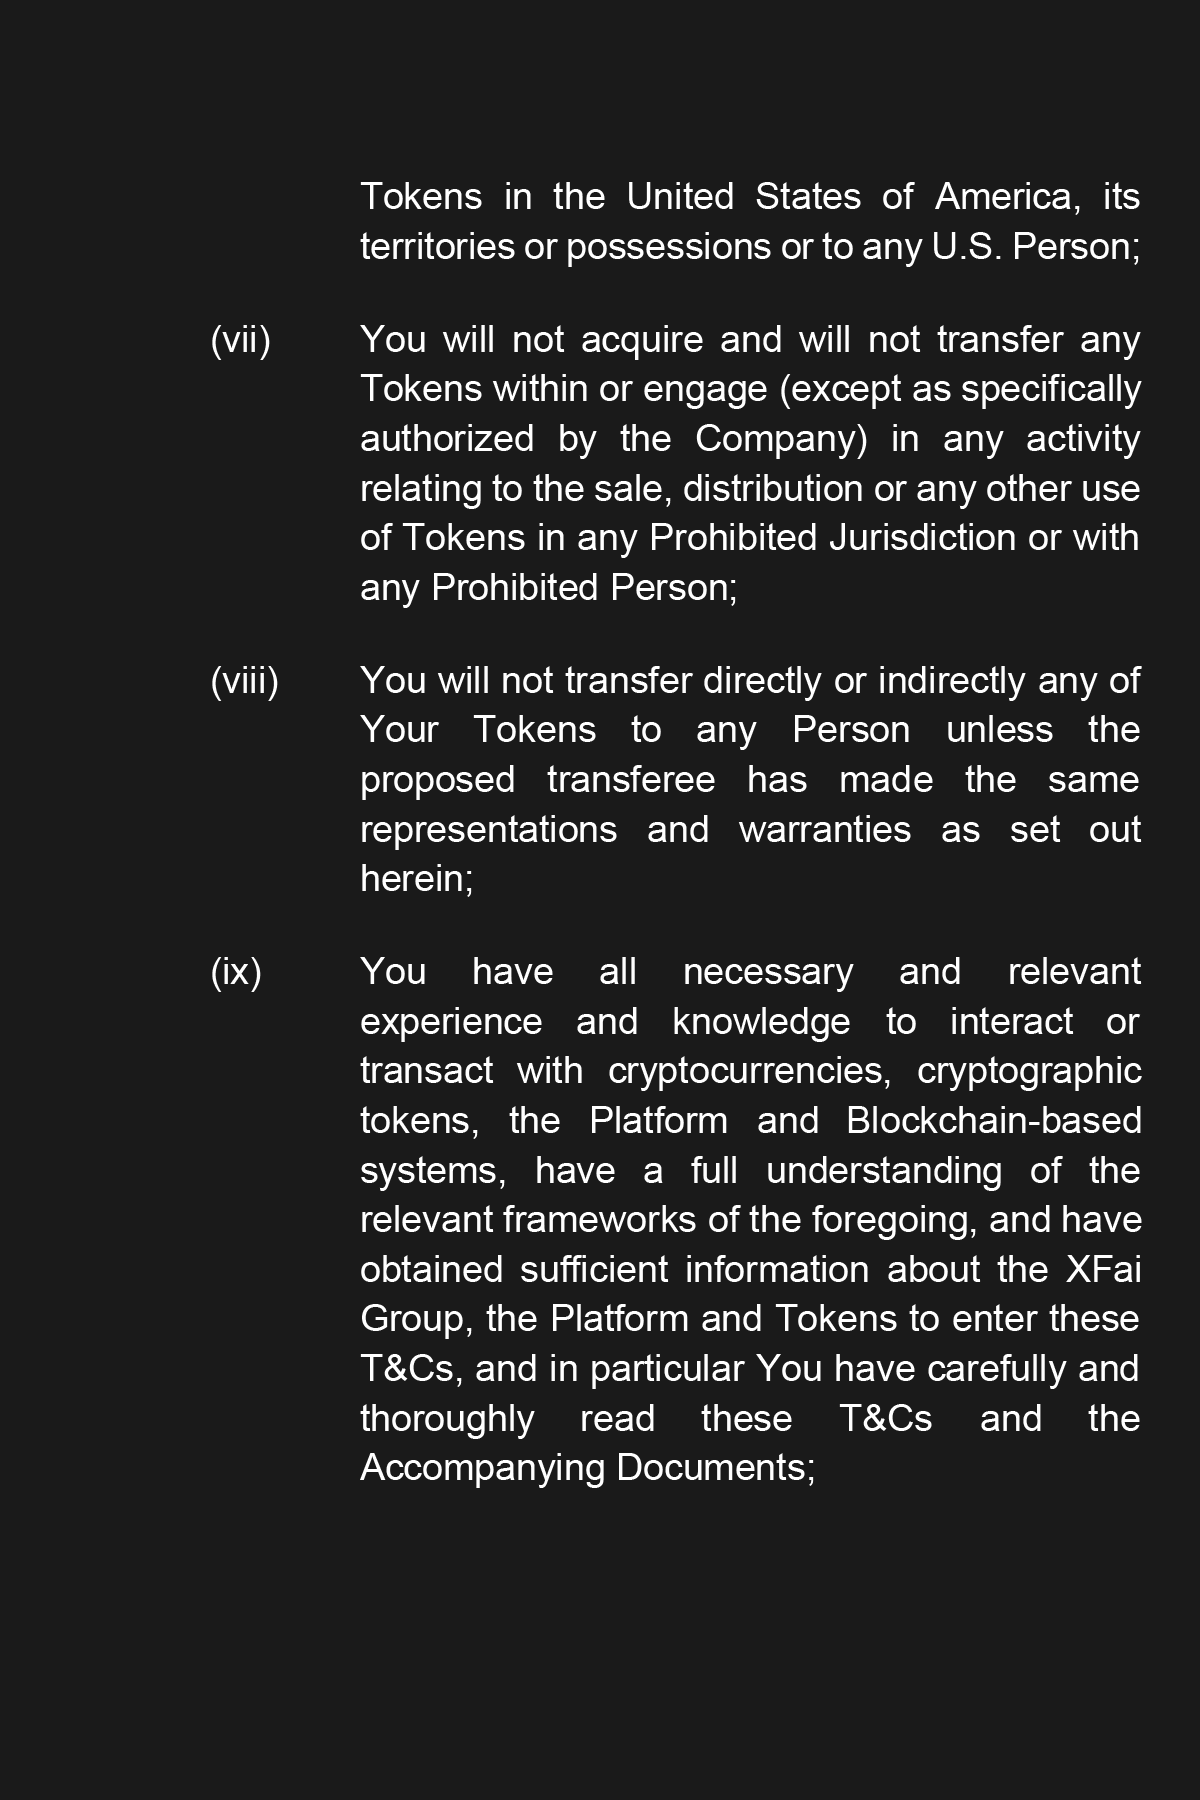 Tokens in the United States of America, its
territories or possessions or to any U.S. Person;
(vii) You will not acquire and will not transfer any
Tokens within or engage (except as specifically
authorized by the Company) in any activity
relating to the sale, distribution or any other use
of Tokens in any Prohibited Jurisdiction or with
any Prohibited Person;
(viii) You will not transfer directly or indirectly any of
Your Tokens to any Person unless the
proposed transferee has made the same
representations and warranties as set out
herein;
(ix) You have all necessary and relevant
experience and knowledge to interact or
transact with cryptocurrencies, cryptographic
tokens, the Platform and Blockchain-based
systems, have a full understanding of the
relevant frameworks of the foregoing, and have
obtained sufficient information about the XFai
Group, the Platform and Tokens to enter these
T&Cs, and in particular You have carefully and
thoroughly read these T&Cs and the
Accompanying Documents;